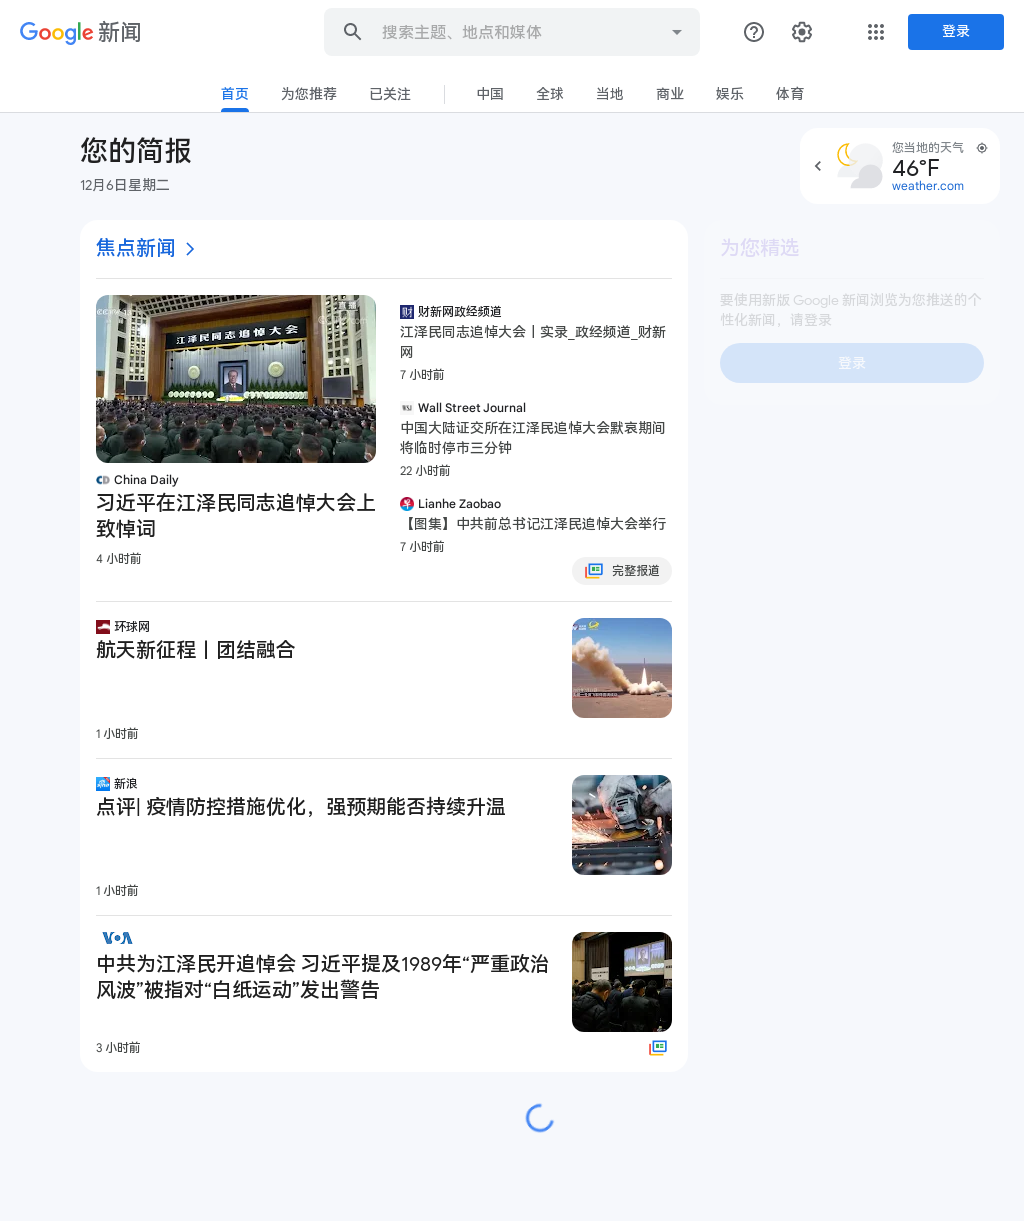 Google 新闻
搜索主题、地点和媒体
登录
首页 为您推荐 已关注 中国 全球 当地 商业 娱乐 体育
您的简报
12月6日星期二
您当地的天气
46°F
weather.com
焦点新闻
直播
江泽民同志追悼大会
China Daily
习近平在江泽民同志追悼大会上
致悼词
4 小时前
财新网政经频道
江泽民同志追悼大会丨实录_政经频道_财新
网
7 小时前
Wall Street Journal
中国大陆证交所在江泽民追悼大会默哀期间
将临时停市三分钟
22 小时前
Lianhe Zaobao
【图集】中共前总书记江泽民追悼大会举行
7 小时前
完整报道
为您精选
要使用新版 Google 新闻浏览为您推送的个
性化新闻，请登录
登录
环球网
航天新征程丨团结融合
1 小时前
新浪
点评| 疫情防控措施优化，强预期能否持续升温
1 小时前
VOA
中共为江泽民开追悼会 习近平提及1989年“严重政治
风波”被指对“白纸运动”发出警告
3 小时前